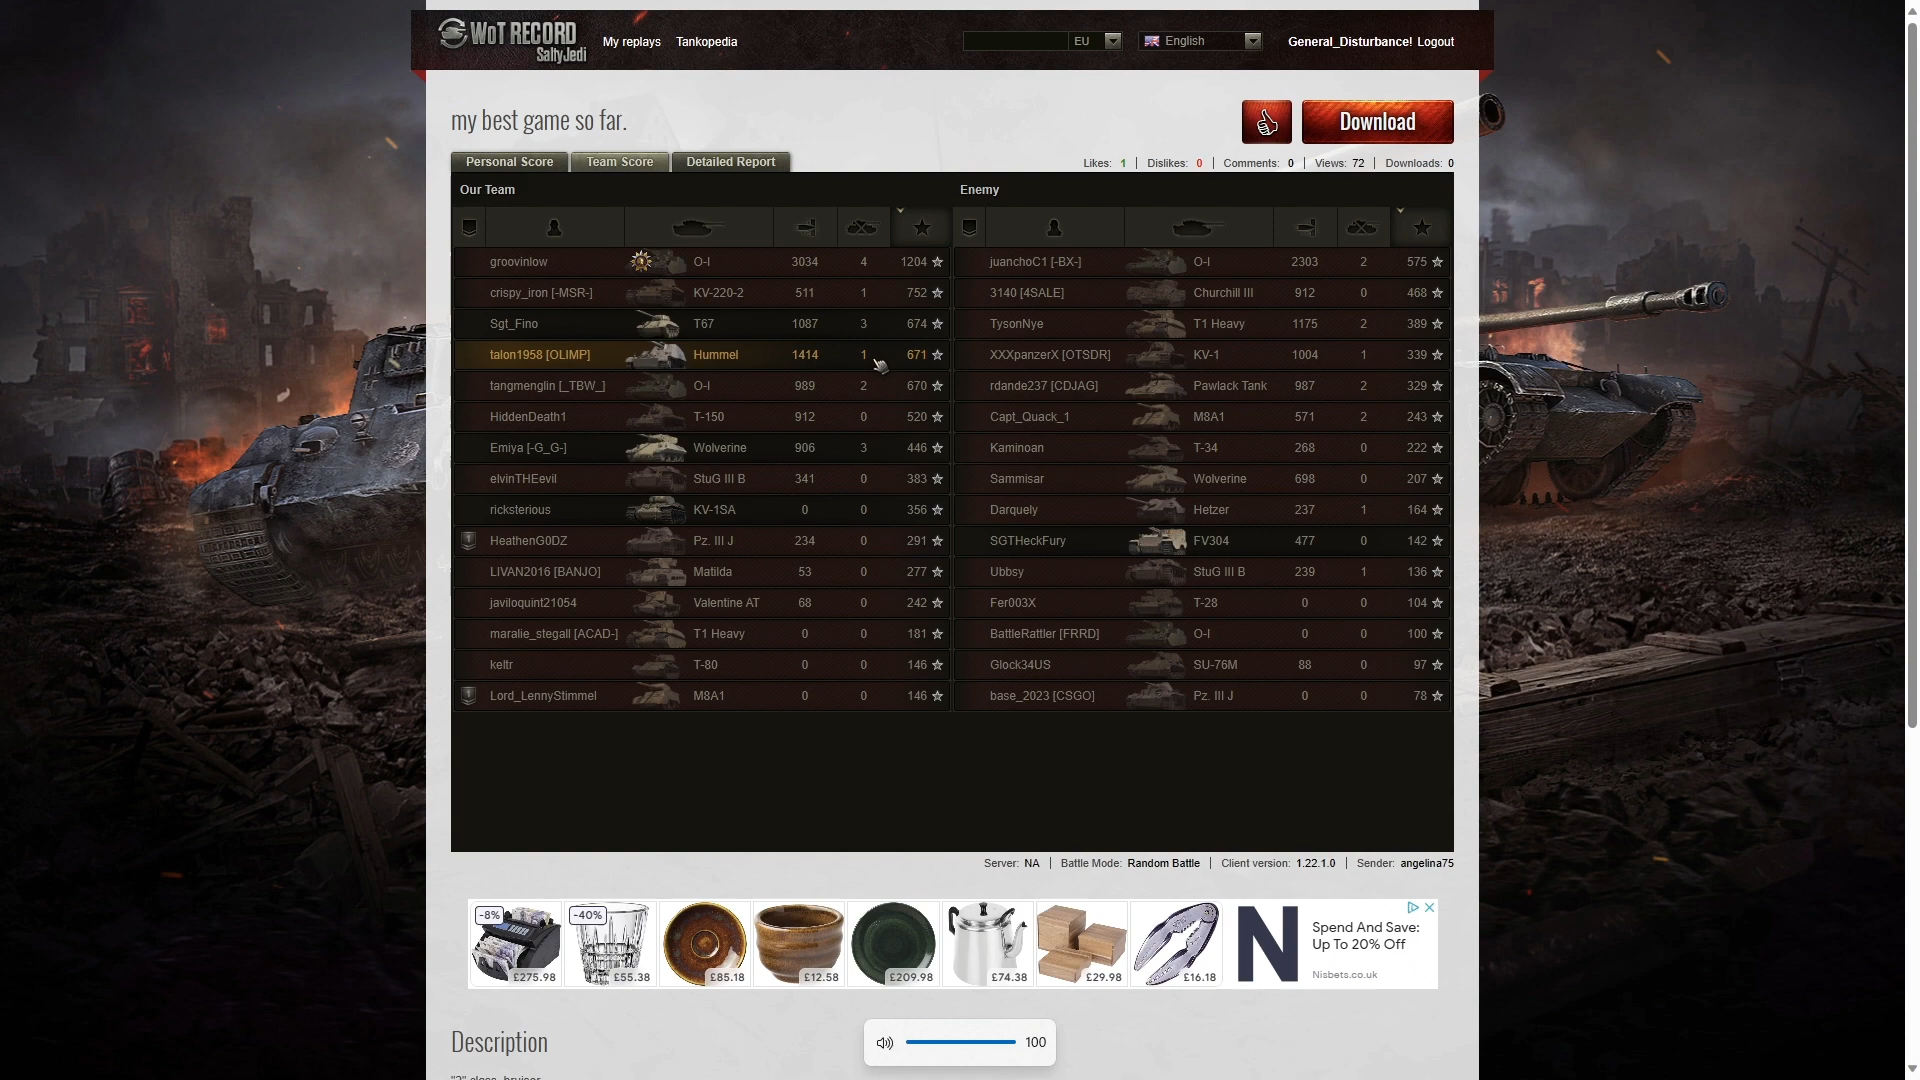 WOT RECORD
SaltyJedi
My replays Tankopedia
EU
English
General_Disturbance! Logout
my best game so far.
Download
Personal Score Team Score Detailed Report
Likes: 1 | Dislikes: 0 | Comments: 0 | Views: 72 | Downloads: 0
Our Team
Enemy
groovinlow O-I 3034 4 1204
juanchoC1 [-BX-] O-I 2303 2 575
crispy_iron [-MSR-] KV-220-2 511 1 752
3140 [4SALE] Churchill III 912 0 468
Sgt_Fino T67 1087 3 674
TysonNye T1 Heavy 1175 2 389
talon1958 [OLIMP] Hummel 1414 1 671
XXXpanzerX [OTSDR] KV-1 1004 1 339
tangmenglin [_TBW_] O-I 989 2 670
rdande237 [CDJAG] Pawlack Tank 987 2 329
HiddenDeath1 T-150 912 0 520
Capt_Quack_1 M8A1 571 2 243
Emiya [-G_G-] Wolverine 906 3 446
Kaminoan T-34 268 0 222
elvinTHEevil StuG III B 341 0 383
Sammisar Wolverine 698 0 207
ricksterious KV-1SA 0 0 356
Darquely Hetzer 237 1 164
HeathenG0DZ Pz. III J 234 0 291
SGTHeckFury FV304 477 0 142
LIVAN2016 [BANJO] Matilda 53 0 277
Ubbsy StuG III B 239 1 136
javiloquint21054 Valentine AT 68 0 242
Fer003X T-28 0 0 104
maralie_stegall [ACAD-] T1 Heavy 0 0 181
BattleRattler [FRRD] O-I 0 0 100
keltr T-80 0 0 146
Glock34US SU-76M 88 0 97
Lord_LennyStimmel M8A1 0 0 146
base_2023 [CSGO] Pz. III J 0 0 78
Server: NA | Battle Mode: Random Battle | Client version: 1.22.1.0 | Sender: angelina75
-8% -40%
£275.98 £55.38 £85.18 £12.58 £209.98 £74.38 £29.98 £16.18
N
Spend And Save:
Up To 20% Off
Nisbets.co.uk
Description
100